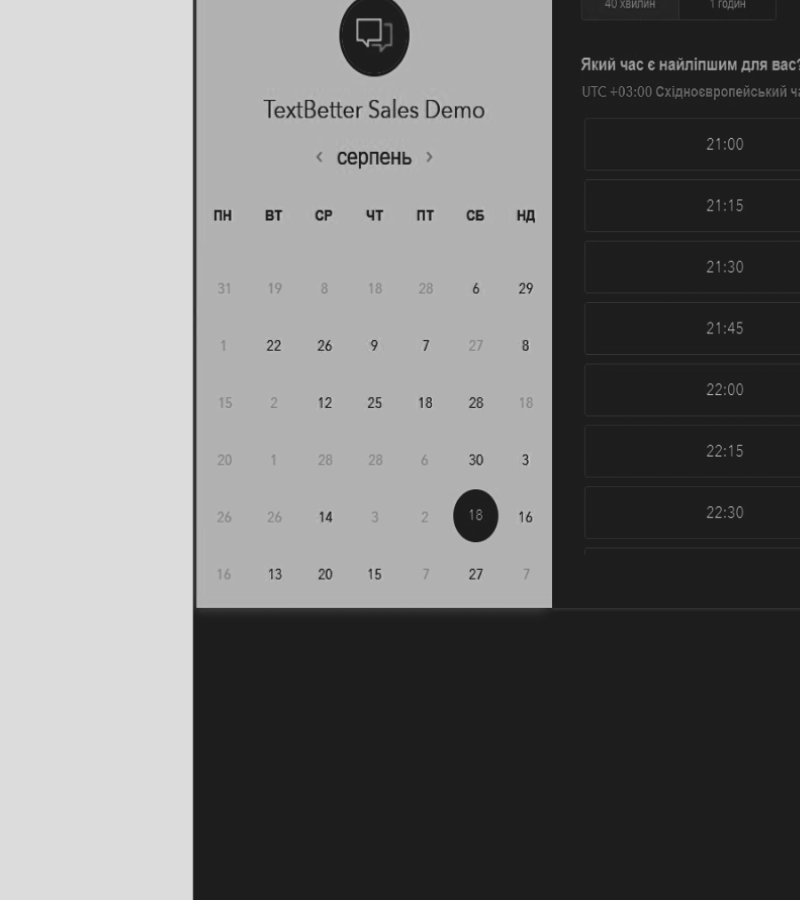 TextBetter Sales Demo
‹ серпень ›
ПН ВТ СР ЧТ ПТ СБ НД
31 19 8 18 28 6 29
1 22 26 9 7 27 8
15 2 12 25 18 28 18
20 1 28 28 6 30 3
26 26 14 3 2 18 16
16 13 20 15 7 27 7
40 хвилин 1 годин
Який час є найліпшим для вас?
UTC +03:00 Східноєвропейський ча
21:00
21:15
21:30
21:45
22:00
22:15
22:30